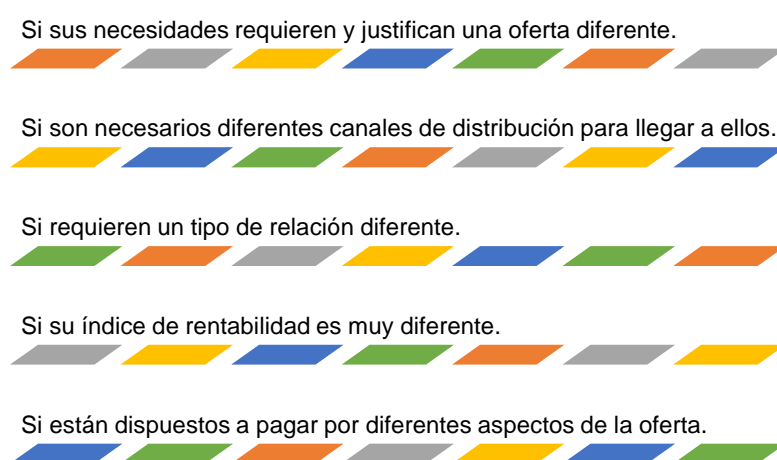 Si sus necesidades requieren y justifican una oferta diferente.
Si son necesarios diferentes canales de distribución para llegar a ellos.
Si requieren un tipo de relación diferente.
Si su índice de rentabilidad es muy diferente.
Si están dispuestos a pagar por diferentes aspectos de la oferta.